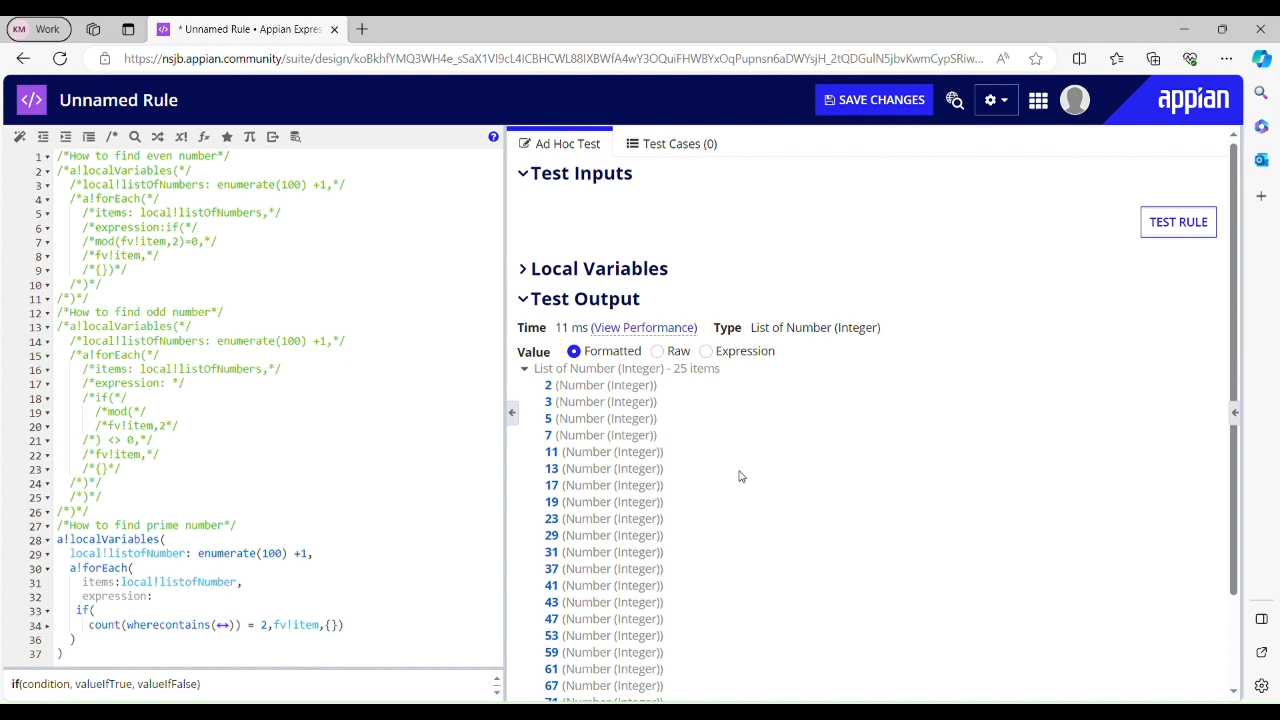 KM Work
* Unnamed Rule • Appian Expres
https://nsjb.appian.community/suite/design/
Unnamed Rule
SAVE CHANGES
appian
1 /*How to find even number*/
2 /*a!localVariables(*/
3 /*local!listOfNumbers: enumerate(100) +1,*/
4 /*a!forEach(*/
5 /*items: local!listOfNumbers,*/
6 /*expression:if(*/
7 /*mod(fv!item,2)=0,*/
8 /*fv!item,*/
9 /*{})*/
10 /*)*/
11 /*)*/
12 /*How to find odd number*/
13 /*a!localVariables(*/
14 /*local!listOfNumbers: enumerate(100) +1,*/
15 /*a!forEach(*/
16 /*items: local!listOfNumbers,*/
17 /*expression: */
18 /*if(*/
19 /*mod(*/
20 /*fv!item,2*/
21 /*) <> 0,*/
22 /*fv!item,*/
23 /*{}*/
24 /*)*/
25 /*)*/
26 /*)*/
27 /*How to find prime number*/
28 a!localVariables(
29 local!listofNumber: enumerate(100) +1,
30 a!forEach(
31 items:local!listofNumber,
32 expression:
33 if(
34 count(wherecontains(↔)) = 2,fv!item,{})
36 )
37 )
if(condition, valueIfTrue, valueIfFalse)
Ad Hoc Test
Test Cases (0)
Test Inputs
TEST RULE
Local Variables
Test Output
Time 11 ms (View Performance) Type List of Number (Integer)
Value Formatted Raw Expression
List of Number (Integer) - 25 items
2 (Number (Integer))
3 (Number (Integer))
5 (Number (Integer))
7 (Number (Integer))
11 (Number (Integer))
13 (Number (Integer))
17 (Number (Integer))
19 (Number (Integer))
23 (Number (Integer))
29 (Number (Integer))
31 (Number (Integer))
37 (Number (Integer))
41 (Number (Integer))
43 (Number (Integer))
47 (Number (Integer))
53 (Number (Integer))
59 (Number (Integer))
61 (Number (Integer))
67 (Number (Integer))